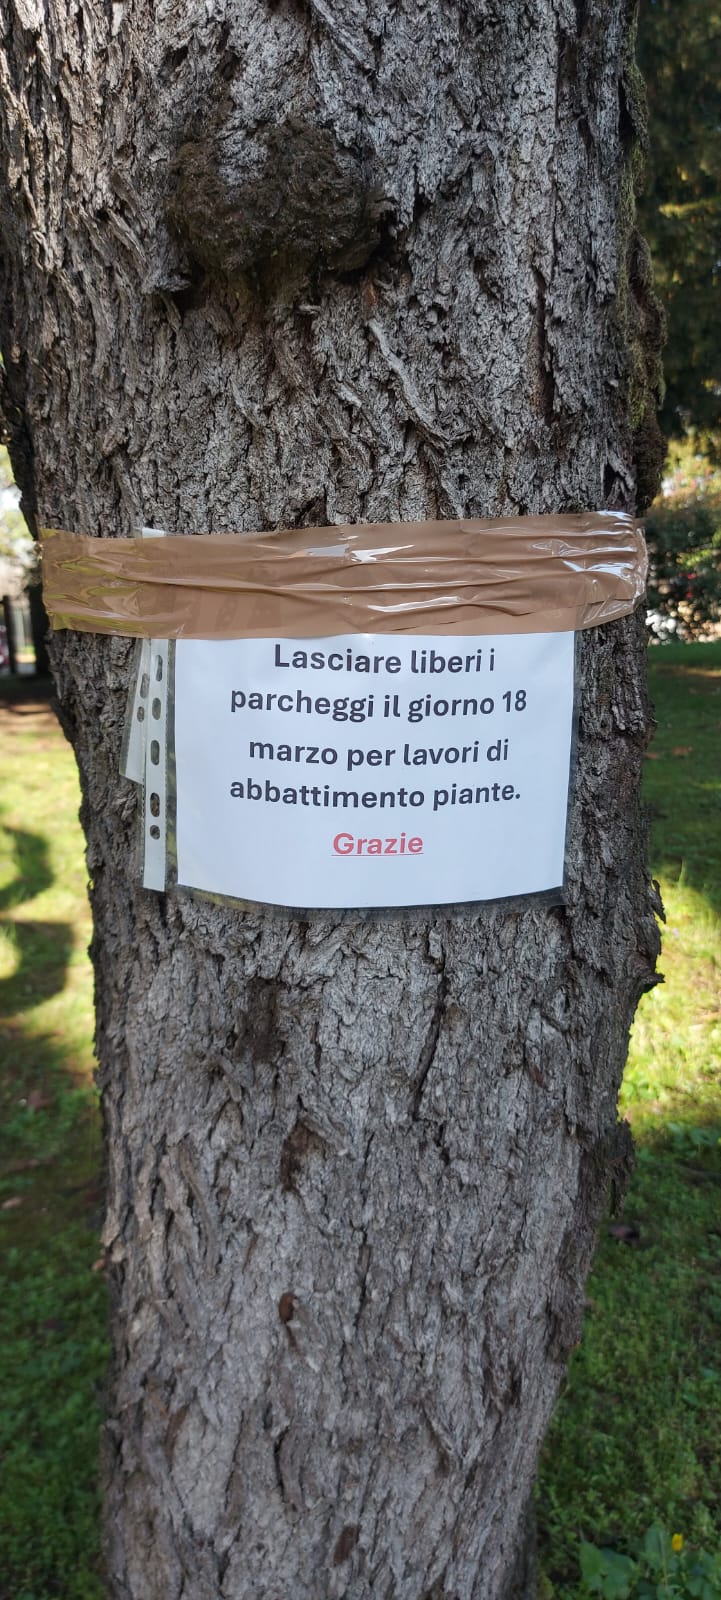 Lasciare liberi i
parcheggi il giorno 18
marzo per lavori di
abbattimento piante.
Grazie